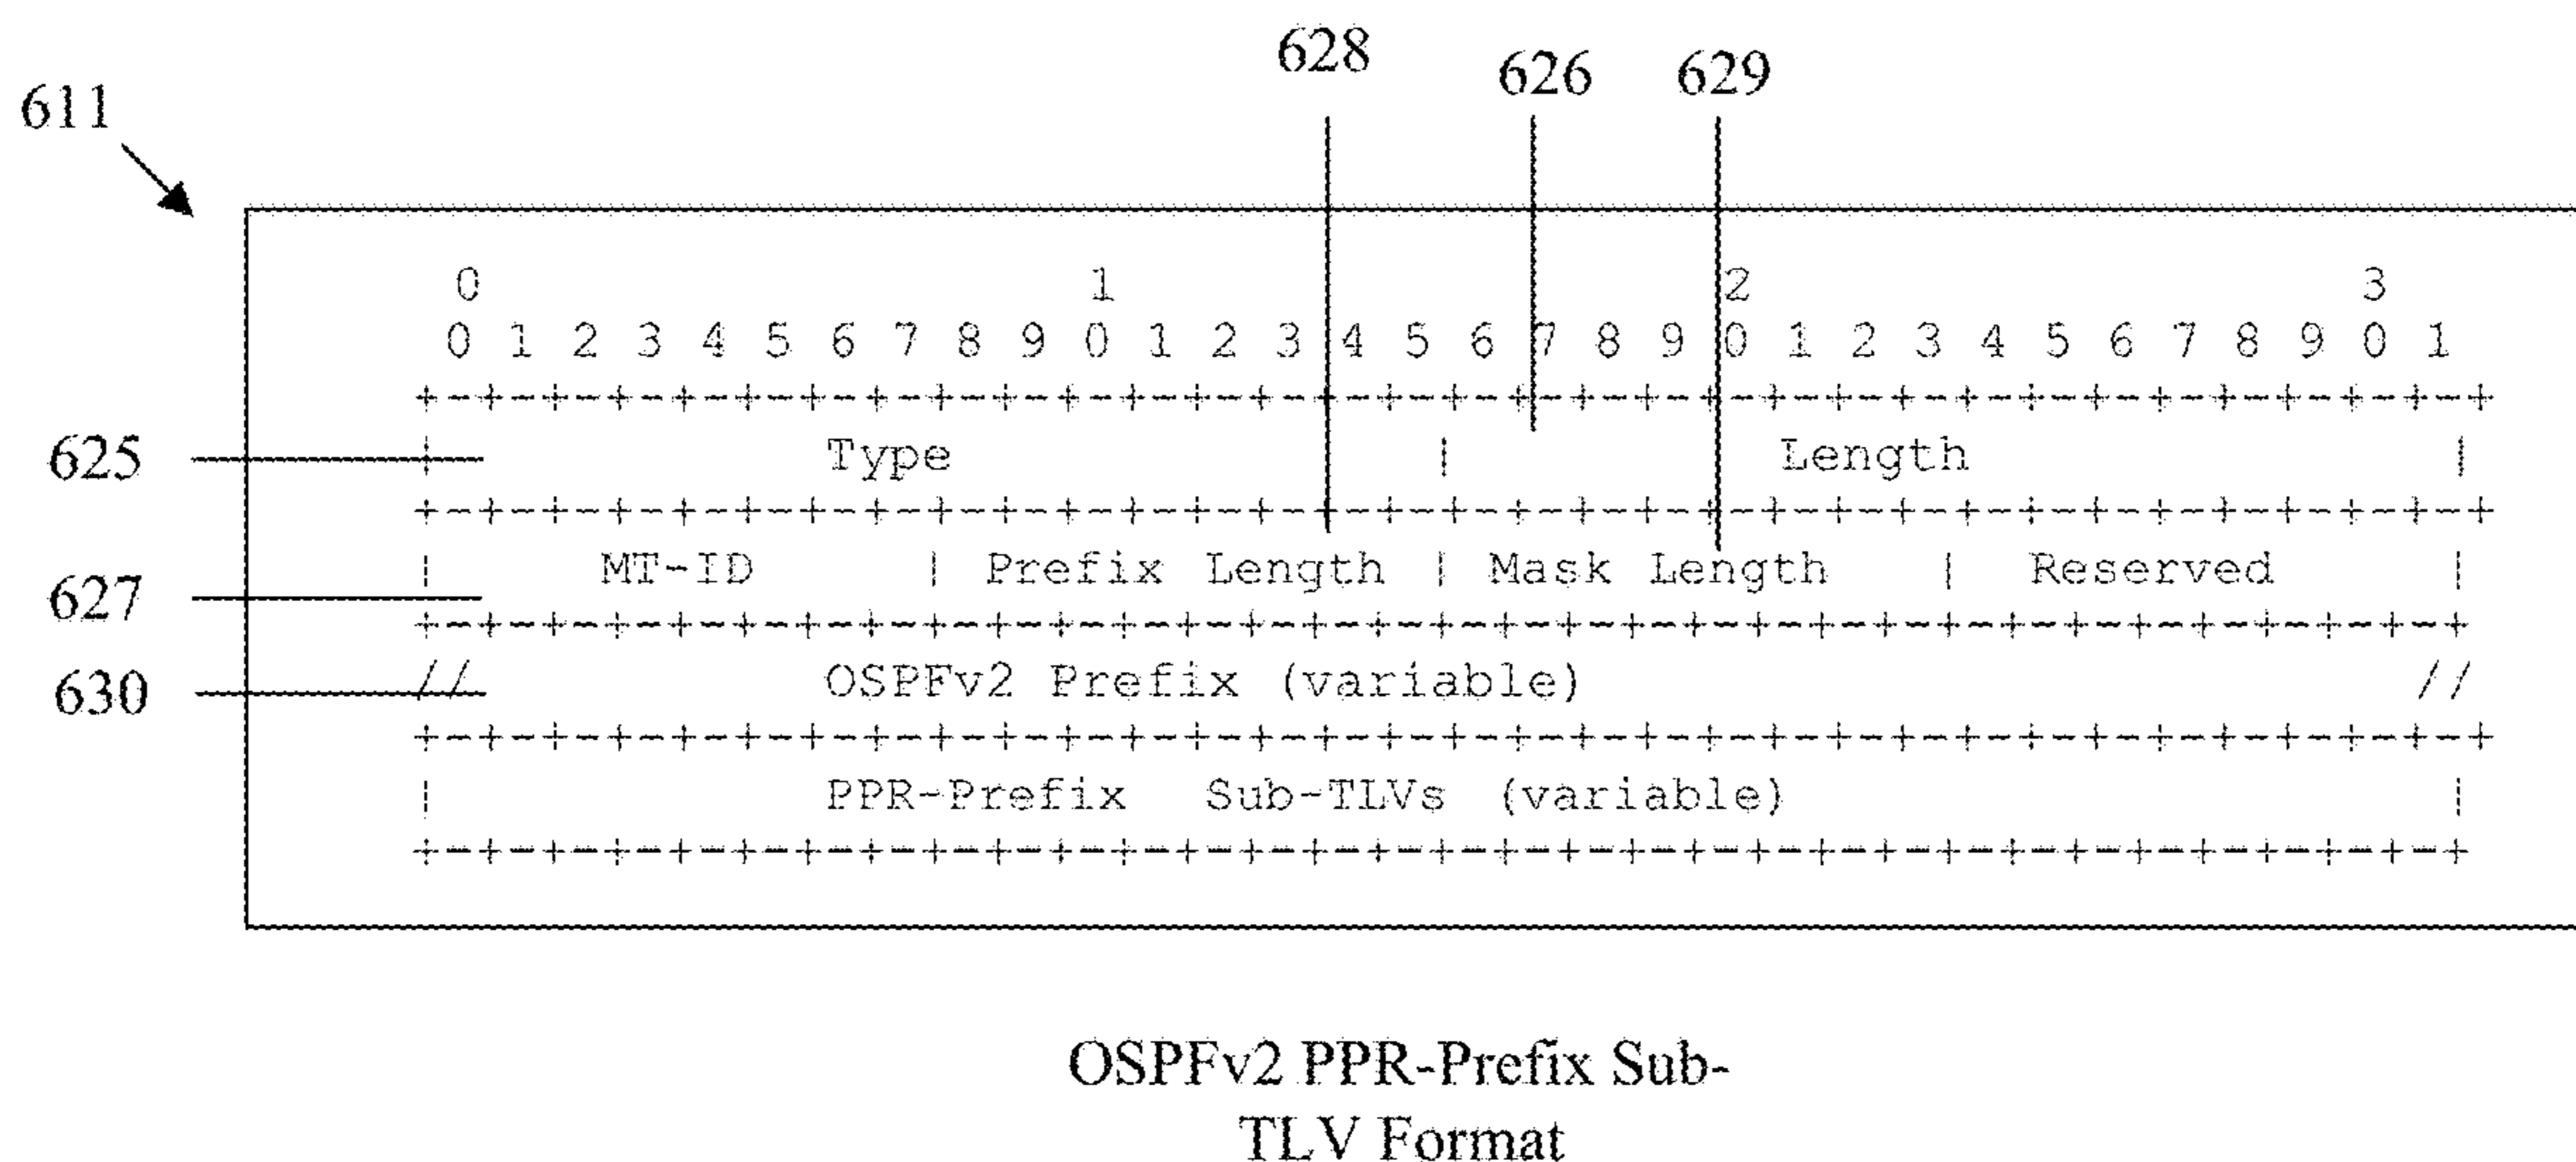 628
626 629
611
0 1 2 3
0 1 2 3 4 5 6 7 8 9 0 1 2 3 4 5 6 7 8 9 0 1 2 3 4 5 6 7 8 9 0 1
+-+-+-+-+-+-+-+-+-+-+-+-+-+-+-+-+-+-+-+-+-+-+-+-+-+-+-+-+-+-+-+-+
625 | Type | Length |
+-+-+-+-+-+-+-+-+-+-+-+-+-+-+-+-+-+-+-+-+-+-+-+-+-+-+-+-+-+-+-+-+
| MT-ID | Prefix Length | Mask Length | Reserved |
627
+-+-+-+-+-+-+-+-+-+-+-+-+-+-+-+-+-+-+-+-+-+-+-+-+-+-+-+-+-+-+-+-+
630 // OSPFv2 Prefix (variable) //
+-+-+-+-+-+-+-+-+-+-+-+-+-+-+-+-+-+-+-+-+-+-+-+-+-+-+-+-+-+-+-+-+
| PPR-Prefix Sub-TLVs (variable) |
+-+-+-+-+-+-+-+-+-+-+-+-+-+-+-+-+-+-+-+-+-+-+-+-+-+-+-+-+-+-+-+-+
OSPFv2 PPR-Prefix Sub-
TLV Format